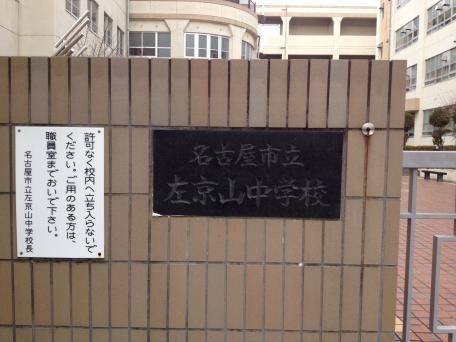 許可なく校内へ立ち入らないで
ください。ご用のある方は、
職員室までおいで下さい。
名古屋市立左京山中学校長
名古屋市立
左京山中学校